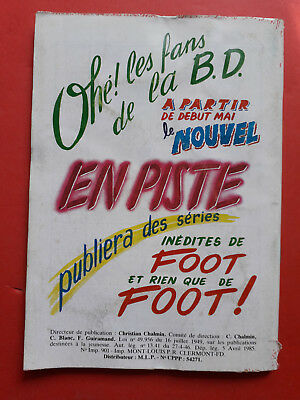 Ohé! les fans
de la B.D.
A PARTIR
DE DEBUT MAI
le NOUVEL
EN PISTE
publiera des séries
INÉDITES DE
FOOT
ET RIEN QUE DE
FOOT!
Directeur de publication : Christian Chalmin. Comité de direction : C. Chalmin,
C. Blanc, F. Guiramand. Loi n° 49.956 du 16 juillet 1949, sur les publications
destinées à la jeunesse. Aut. lég. n° 13.41 du 27-4-46. Dép. lég. 5 Avril 1985.
N° Imp. 901 - Imp. MONT-LOUIS P.R. CLERMONT-FD.
Distributeur : M.L.P. - N° CPPP : 54271.